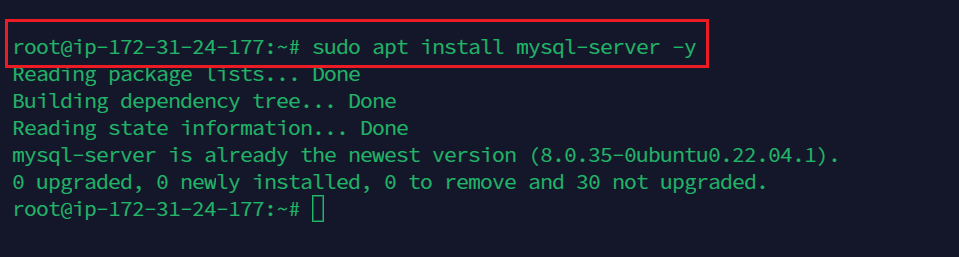 root@ip-172-31-24-177:~# sudo apt install mysql-server -y
Reading package lists... Done
Building dependency tree... Done
Reading state information... Done
mysql-server is already the newest version (8.0.35-0ubuntu0.22.04.1).
0 upgraded, 0 newly installed, 0 to remove and 30 not upgraded.
root@ip-172-31-24-177:~#